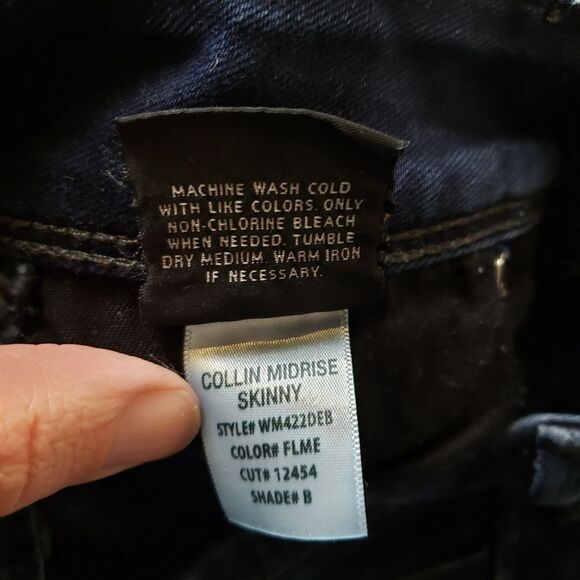 MACHINE WASH COLD
WITH LIKE COLORS. ONLY
NON-CHLORINE BLEACH
WHEN NEEDED. TUMBLE
DRY MEDIUM. WARM IRON
IF NECESSARY.
COLLIN MIDRISE
SKINNY
STYLE# WM422DEB
COLOR# FLME
CUT# 12454
SHADE# B